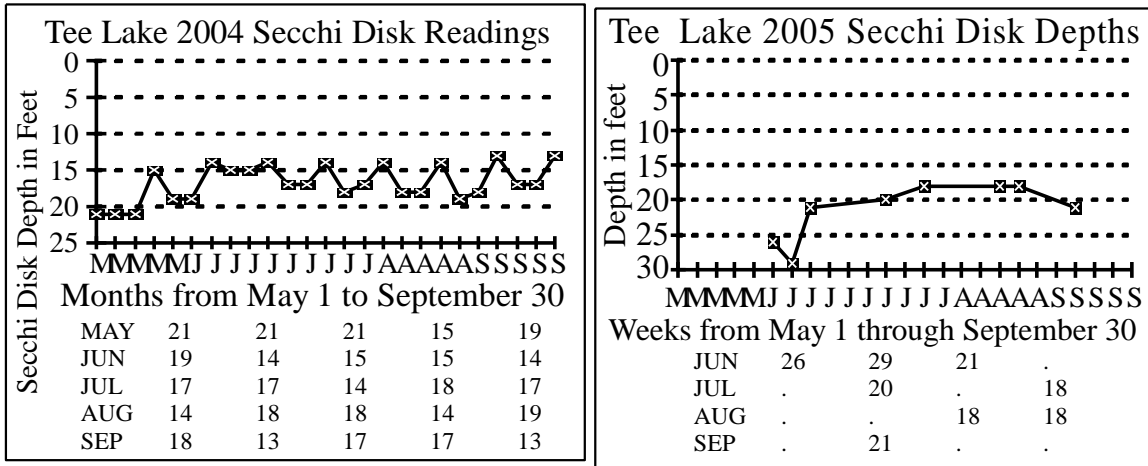 Tee Lake 2004 Secchi Disk Readings
Secchi Disk Depth in Feet
0
5
10
15
20
25
M M M M M J J J J J J J J J J A A A A A S S S S S
Months from May 1 to September 30
MAY 21 21 21 15 19
JUN 19 14 15 15 14
JUL 17 17 14 18 17
AUG 14 18 18 14 19
SEP 18 13 17 17 13
Tee Lake 2005 Secchi Disk Depths
Depth in feet
0
5
10
15
20
25
30
M M M M M J J J J J J J J J J A A A A A S S S S S
Weeks from May 1 through September 30
JUN 26 29 21 .
JUL . 20 . 18
AUG . . 18 18
SEP . 21 . .